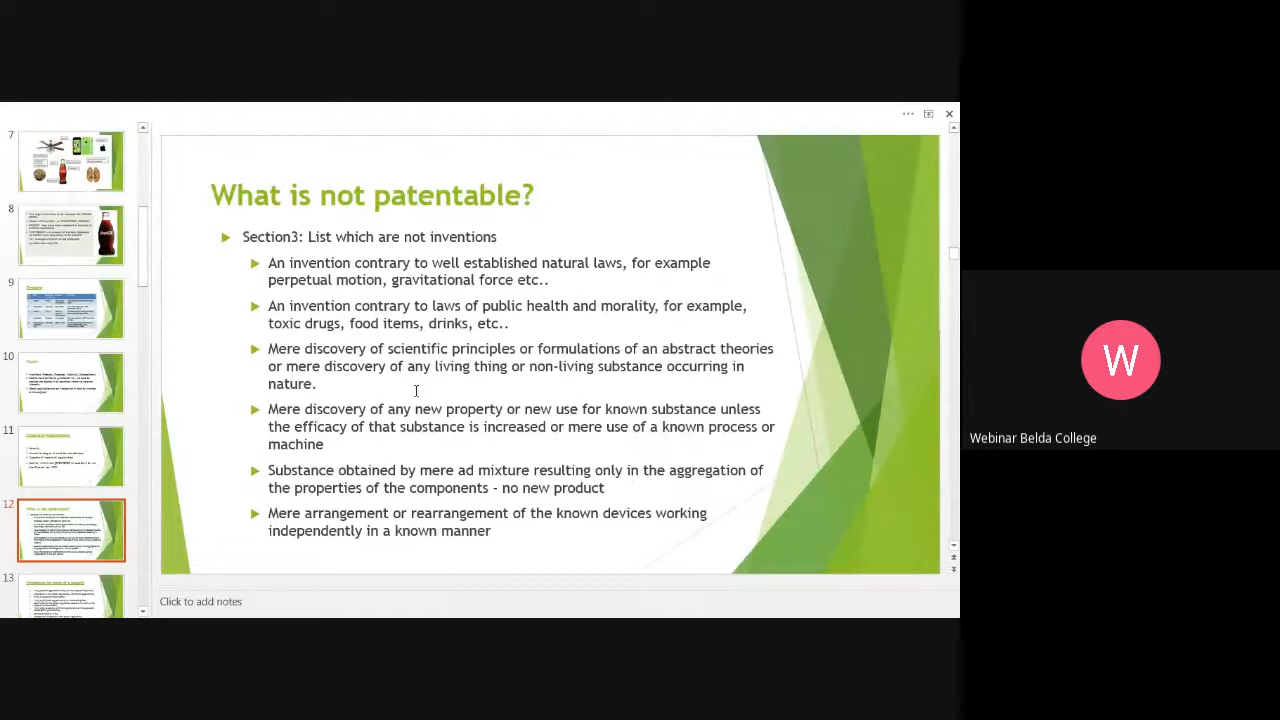 7
8
9
10
11
12
13
What is not patentable?
Section3: List which are not inventions
An invention contrary to well established natural laws, for example
perpetual motion, gravitational force etc..
An invention contrary to laws of public health and morality, for example,
toxic drugs, food items, drinks, etc..
Mere discovery of scientific principles or formulations of an abstract theories
or mere discovery of any living thing or non-living substance occurring in
nature.
Mere discovery of any new property or new use for known substance unless
the efficacy of that substance is increased or mere use of a known process or
machine
Substance obtained by mere ad mixture resulting only in the aggregation of
the properties of the components - no new product
Mere arrangement or rearrangement of the known devices working
independently in a known manner
Click to add notes
W
Webinar Belda College